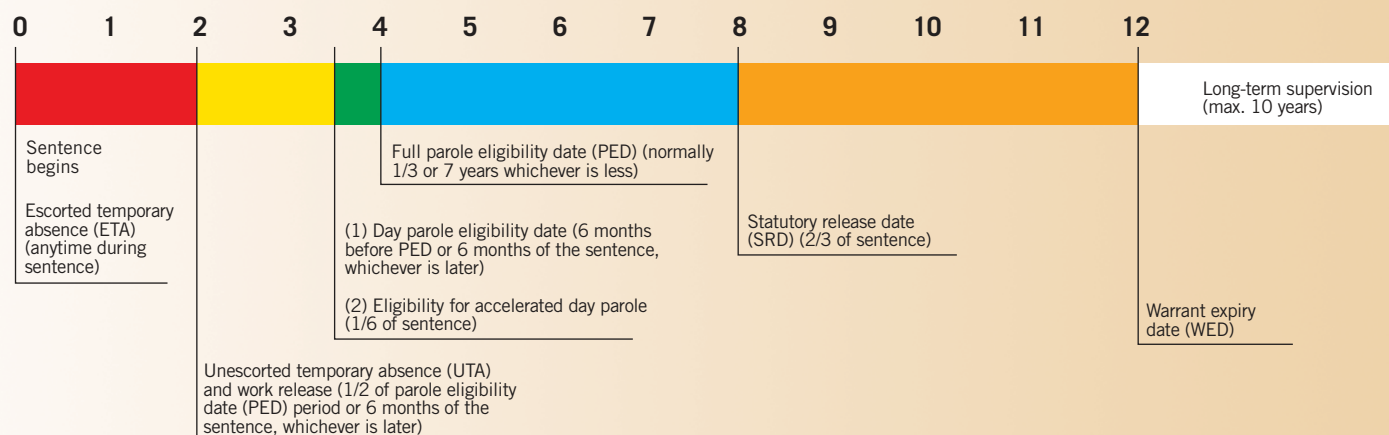 0 1 2 3 4 5 6 7 8 9 10 11 12
Long-term supervision
(max. 10 years)
Sentence
begins
Escorted temporary
absence (ETA)
(anytime during
sentence)
Full parole eligibility date (PED) (normally
1/3 or 7 years whichever is less)
(1) Day parole eligibility date (6 months
before PED or 6 months of the sentence,
whichever is later)
(2) Eligibility for accelerated day parole
(1/6 of sentence)
Statutory release date
(SRD) (2/3 of sentence)
Warrant expiry
date (WED)
Unescorted temporary absence (UTA)
and work release (1/2 of parole eligibility
date (PED) period or 6 months of the
sentence, whichever is later)